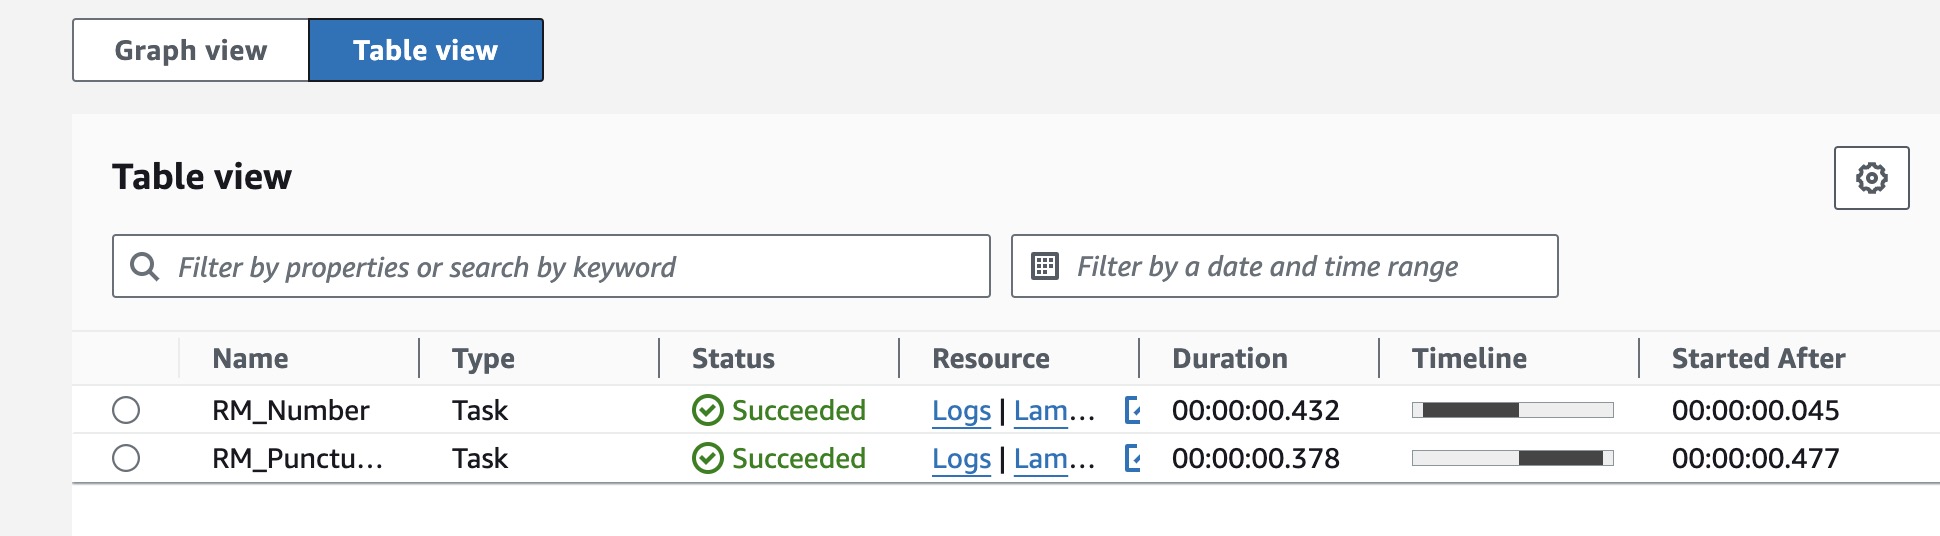 Graph view Table view
Table view
Filter by properties or search by keyword Filter by a date and time range
Name Type Status Resource Duration Timeline Started After
RM_Number Task Succeeded Logs | Lam... 00:00:00.432 00:00:00.045
RM_Punctu... Task Succeeded Logs | Lam... 00:00:00.378 00:00:00.477